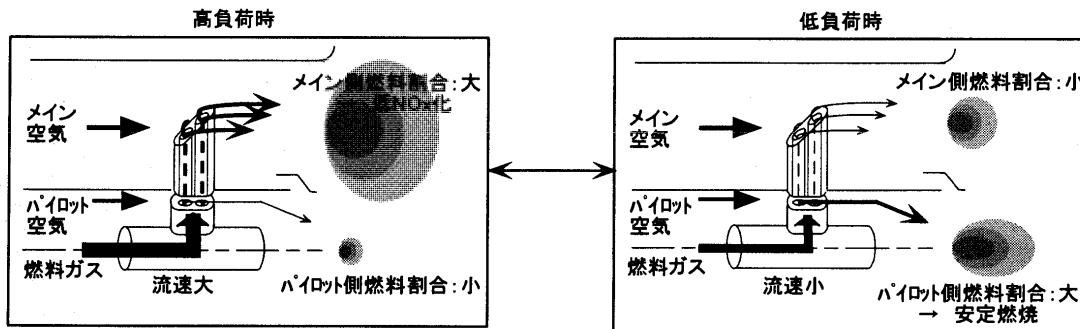 高負荷時
メイン側燃料割合：大
低NOx化
メイン
空気
パイロット
空気
燃料ガス
流速大
パイロット側燃料割合：小
低負荷時
メイン側燃料割合：小
メイン
空気
パイロット
空気
燃料ガス
流速小
パイロット側燃料割合：大
→ 安定燃焼